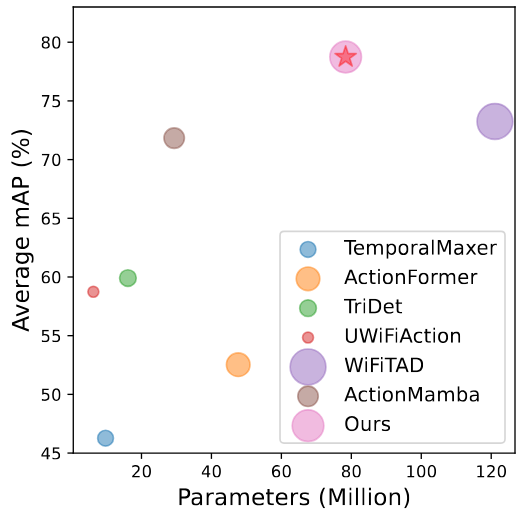 Average mAP (%)
80
75
70
65
60
55
50
45
TemporalMaxer
ActionFormer
TriDet
UWiFiAction
WiFiTAD
ActionMamba
Ours
20 40 60 80 100 120
Parameters (Million)